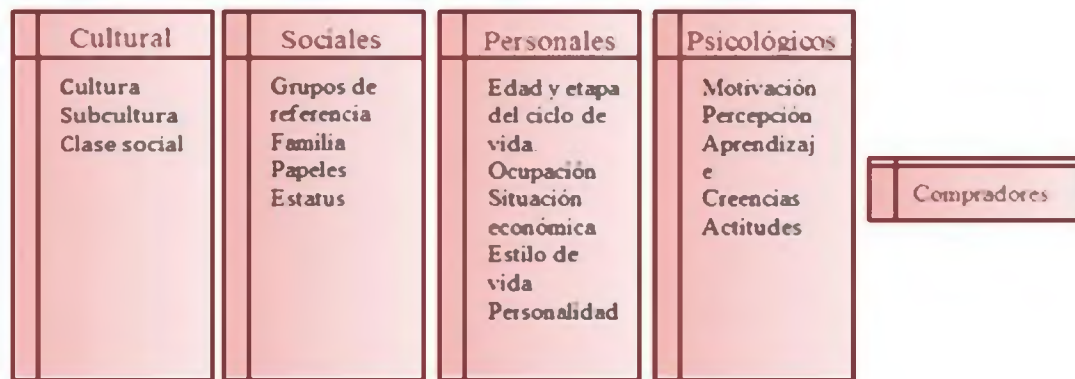 Cultural
Cultura
Subcultura
Clase social
Sociales
Grupos de
referencia
Familia
Papeles
Estatus
Personales
Edad y etapa
del ciclo de
vida.
Ocupación
Situación
económica
Estilo de
vida
Personalidad
Psicológicos
Motivación
Percepción
Aprendizaj
e
Creencias
Actitudes
Compradores